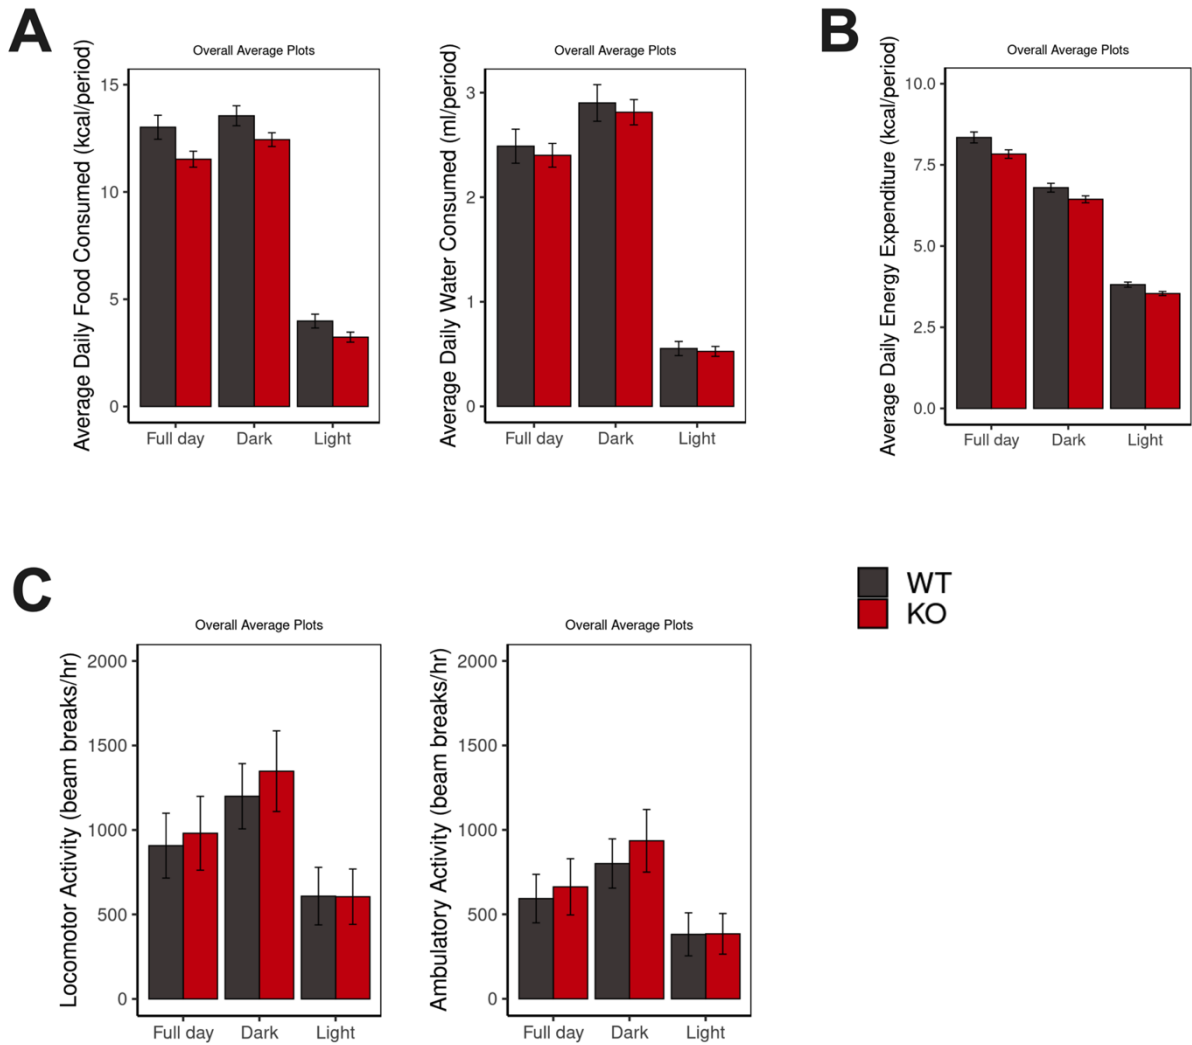 A
B
Overall Average Plots
Average Daily Food Consumed (kcal/period)
15
10
5
0
Full day Dark Light
Overall Average Plots
Average Daily Water Consumed (ml/period)
3
2
1
0
Full day Dark Light
Overall Average Plots
Average Daily Energy Expenditure (kcal/period)
10.0
7.5
5.0
2.5
0.0
Full day Dark Light
C
WT
KO
Overall Average Plots
Locomotor Activity (beam breaks/hr)
2000
1500
1000
500
0
Full day Dark Light
Overall Average Plots
Ambulatory Activity (beam breaks/hr)
2000
1500
1000
500
0
Full day Dark Light